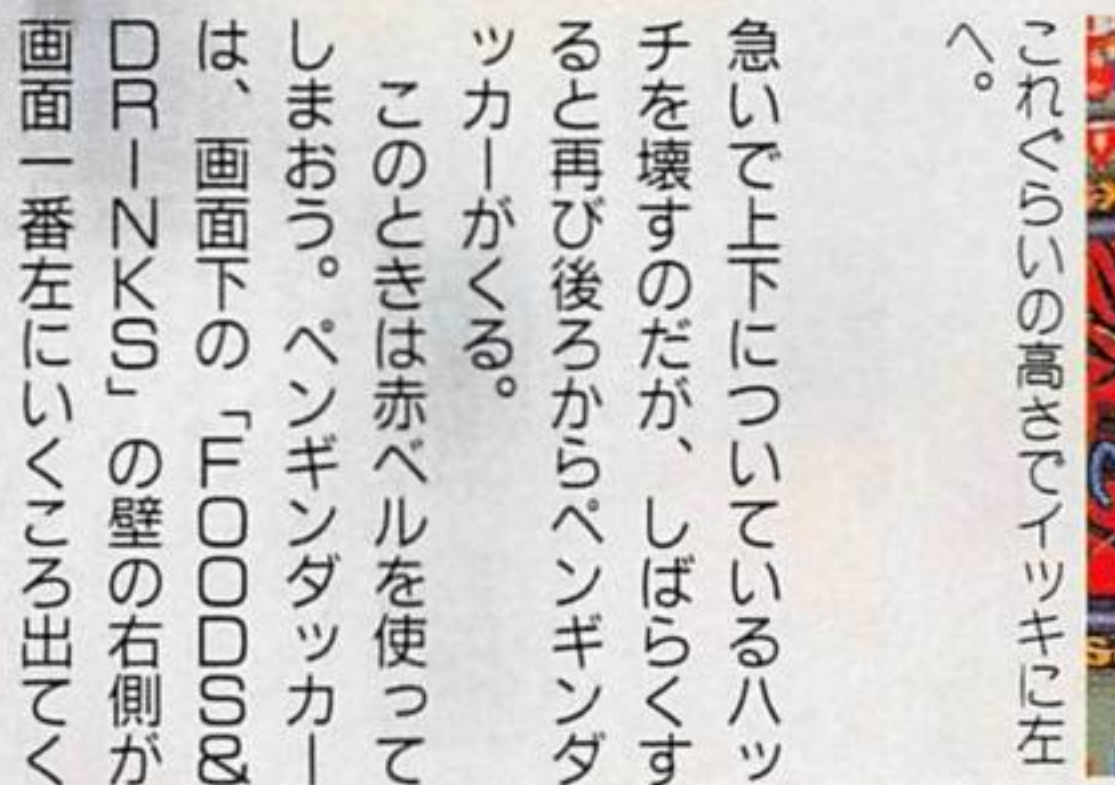 これぐらいの高さでイッキに左
へ。
急いで上下についているハッ
チを壊すのだが、しばらくす
ると再び後ろからペンギンダ
ッカーがくる。
このときは赤ベルを使って
しまおう。ペンギンダッカー
は、画面下の「FOODS&
DRINKS」の壁の右側が
画面一番左にいくころ出てく